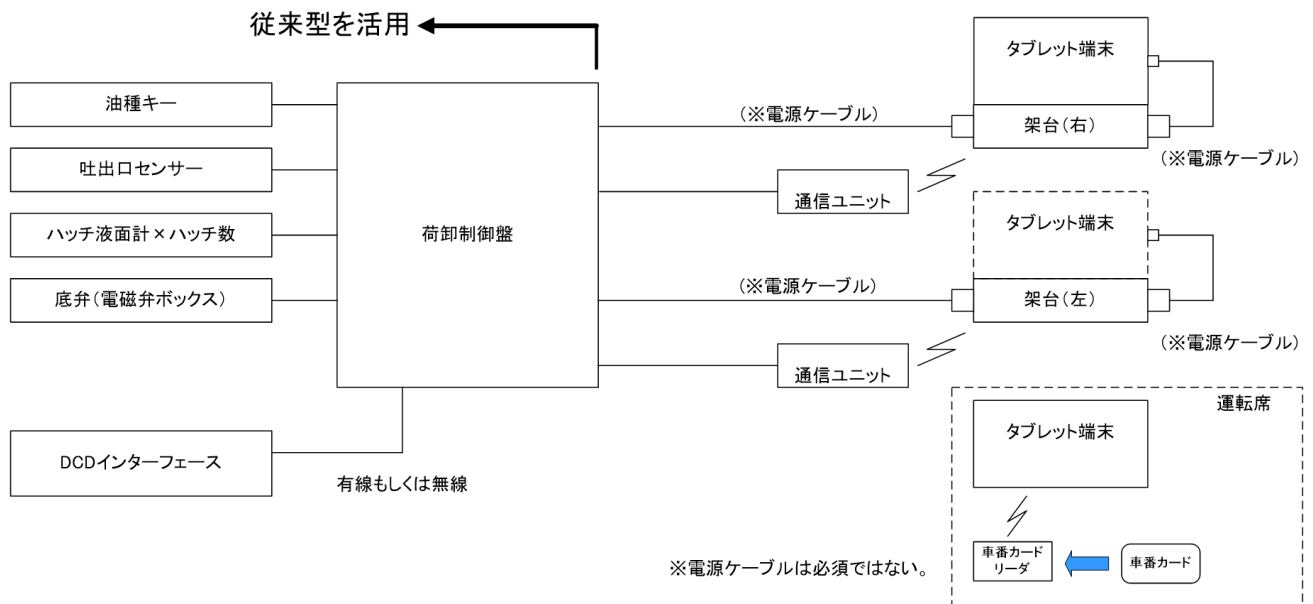 従来型を活用
タブレット端末
油種キー
(※電源ケーブル)
架台(右)
(※電源ケーブル)
吐出口センサー
通信ユニット
タブレット端末
ハッチ液面計×ハッチ数
荷卸制御盤
底弁(電磁弁ボックス)
(※電源ケーブル)
架台(左)
(※電源ケーブル)
通信ユニット
運転席
タブレット端末
DCDインターフェース
有線もしくは無線
車番カード
リーダ
車番カード
※電源ケーブルは必須ではない。